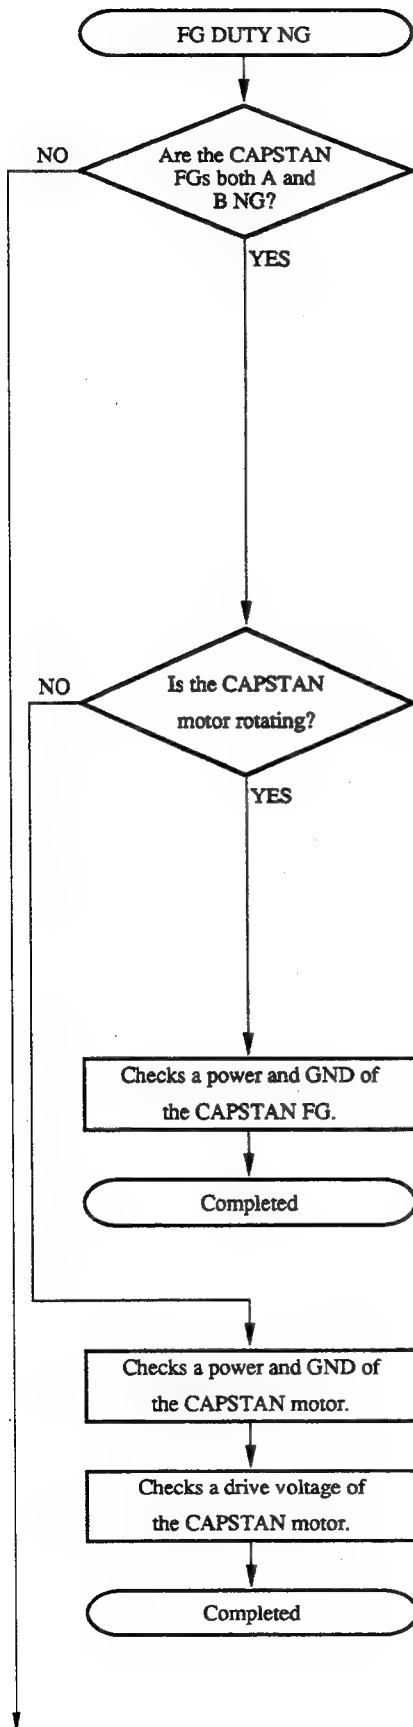 FG DUTY NG
NO
Are the CAPSTAN
FGs both A and
B NG?
YES
NO
Is the CAPSTAN
motor rotating?
YES
Checks a power and GND of
the CAPSTAN FG.
Completed
Checks a power and GND of
the CAPSTAN motor.
Checks a drive voltage of
the CAPSTAN motor.
Completed